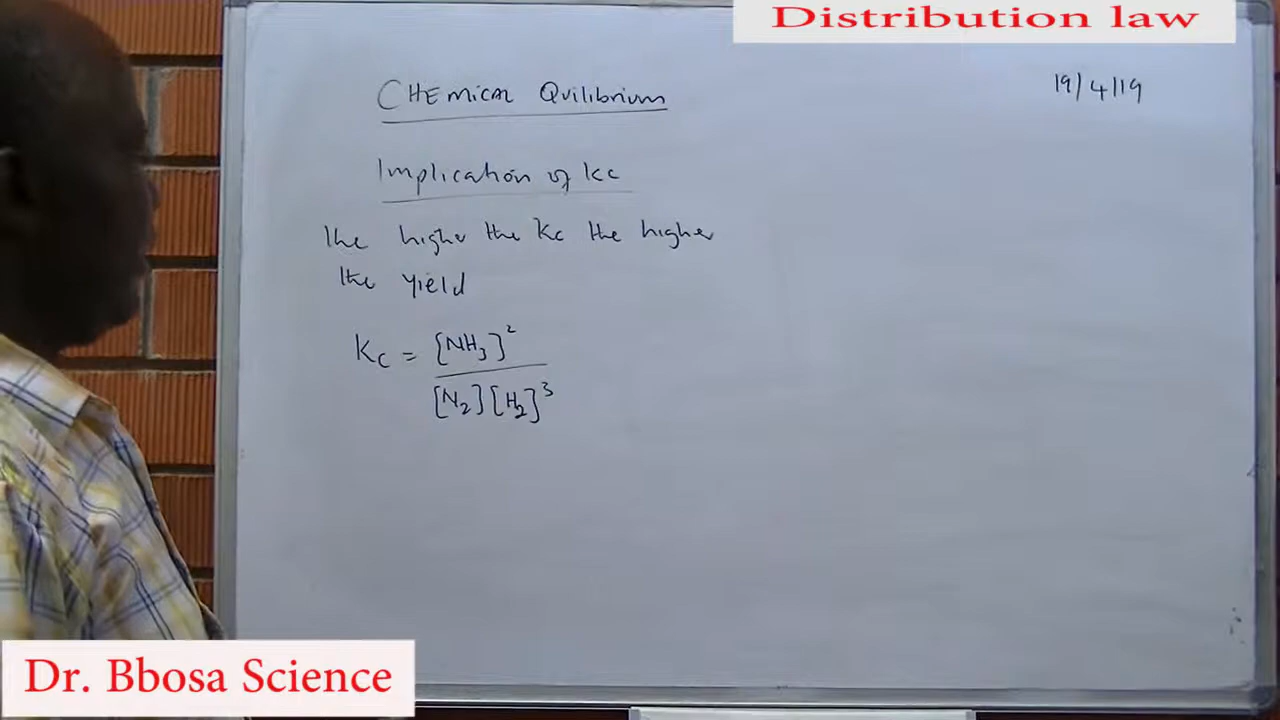 Distribution law
CHEMICAL QUILIBRIUM
19/4/19
Implication of Kc
the higher the Kc the higher
the yield
Kc = [NH₃]²
[N₂][H₂]³
Dr. Bbosa Science